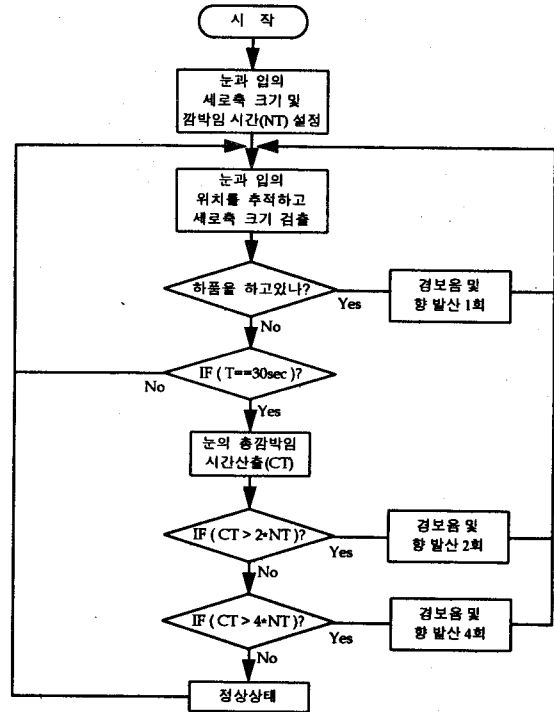 시 작
눈과 입의
세로축 크기 및
깜박임 시간(NT) 설정
눈과 입의
위치를 추적하고
세로축 크기 검출
하품을 하고있나?
Yes
경보음 및
향 발산 1회
No
IF ( T==30sec )?
No
Yes
눈의 총깜박임
시간산출(CT)
IF ( CT > 2*NT )?
Yes
경보음 및
향 발산 2회
No
IF ( CT > 4*NT )?
Yes
경보음 및
향 발산 4회
No
정상상태